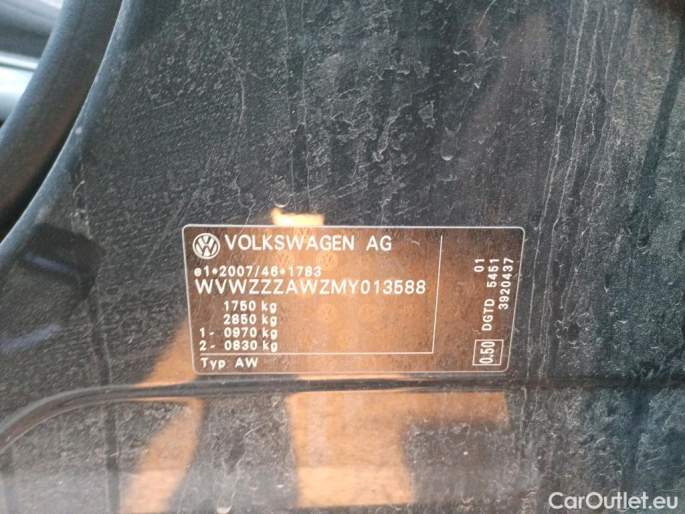 VOLKSWAGEN AG
e1*2007/46*1783
WVWZZZAWZMY013588
1750 kg
2850 kg
1- 0970 kg
2- 0830 kg
Typ AW
01
DGTD 5451
3920437
0.50
CarOutlet.eu